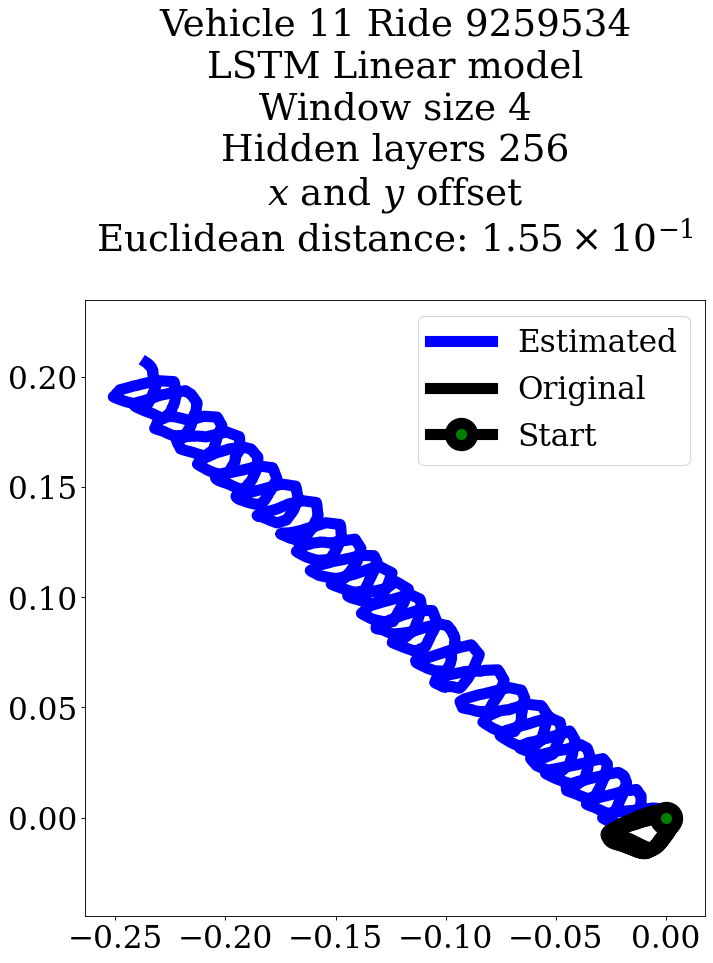 Vehicle 11 Ride 9259534
LSTM Linear model
Window size 4
Hidden layers 256
x and y offset
Euclidean distance: 1.55 × 10⁻¹
Estimated
Original
Start
0.20
0.15
0.10
0.05
0.00
−0.25 −0.20 −0.15 −0.10 −0.05 0.00